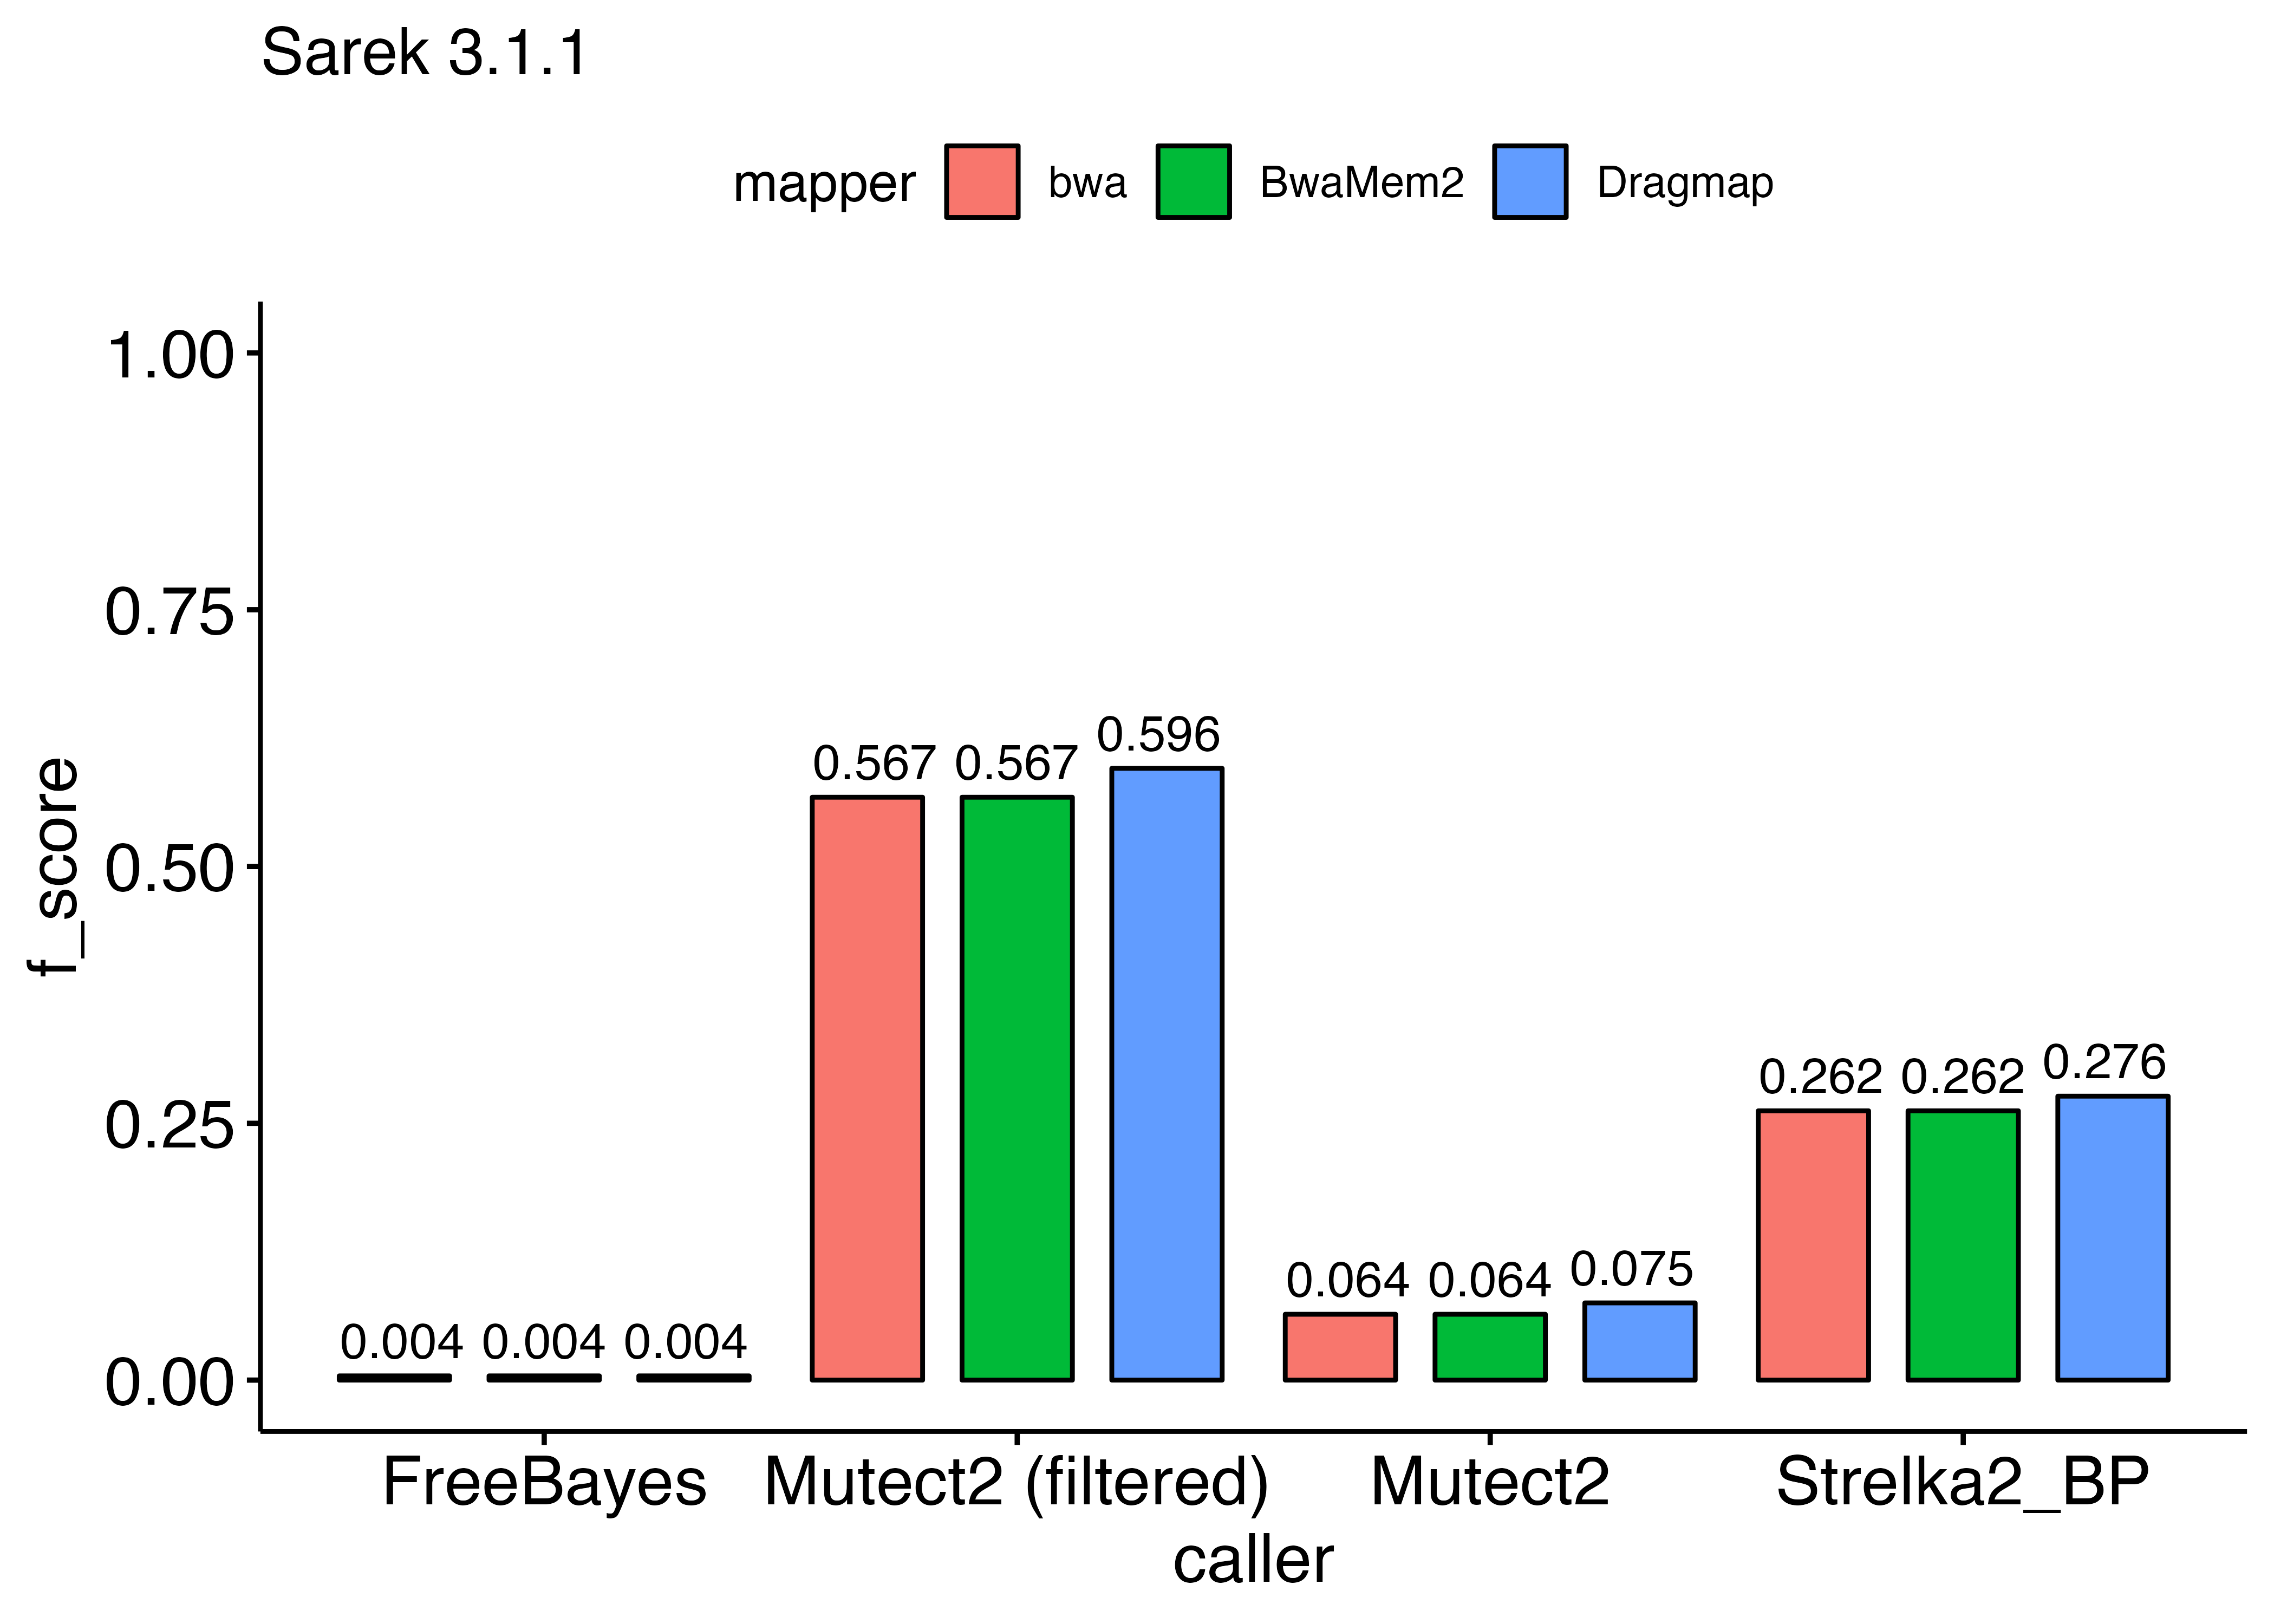 Sarek 3.1.1
mapper bwa BwaMem2 Dragmap
f_score
1.00
0.75
0.50
0.25
0.00
0.004 0.004 0.004
0.567 0.567 0.596
0.064 0.064 0.075
0.262 0.262 0.276
FreeBayes Mutect2 (filtered) Mutect2 Strelka2_BP
caller